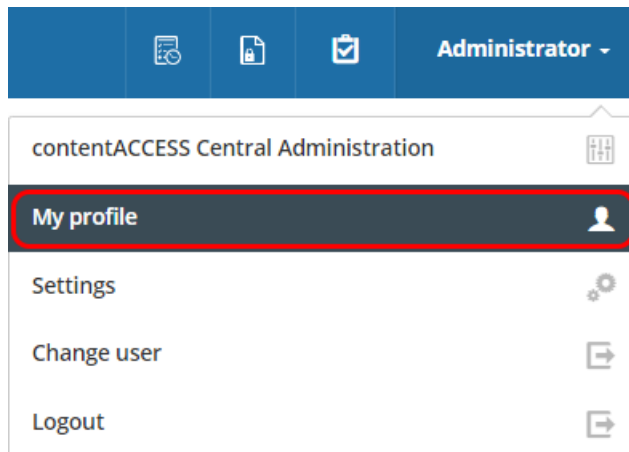 Administrator
contentACCESS Central Administration
My profile
Settings
Change user
Logout